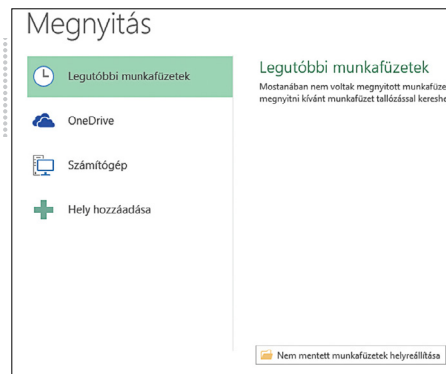 Megnyitás
Legutóbbi munkafüzetek
OneDrive
Számítógép
Hely hozzáadása
Legutóbbi munkafüzetek
Mostanában nem voltak megnyitott munkafüze
megnyitni kívánt munkafüzet tallózással kereshe
Nem mentett munkafüzetek helyreállítása